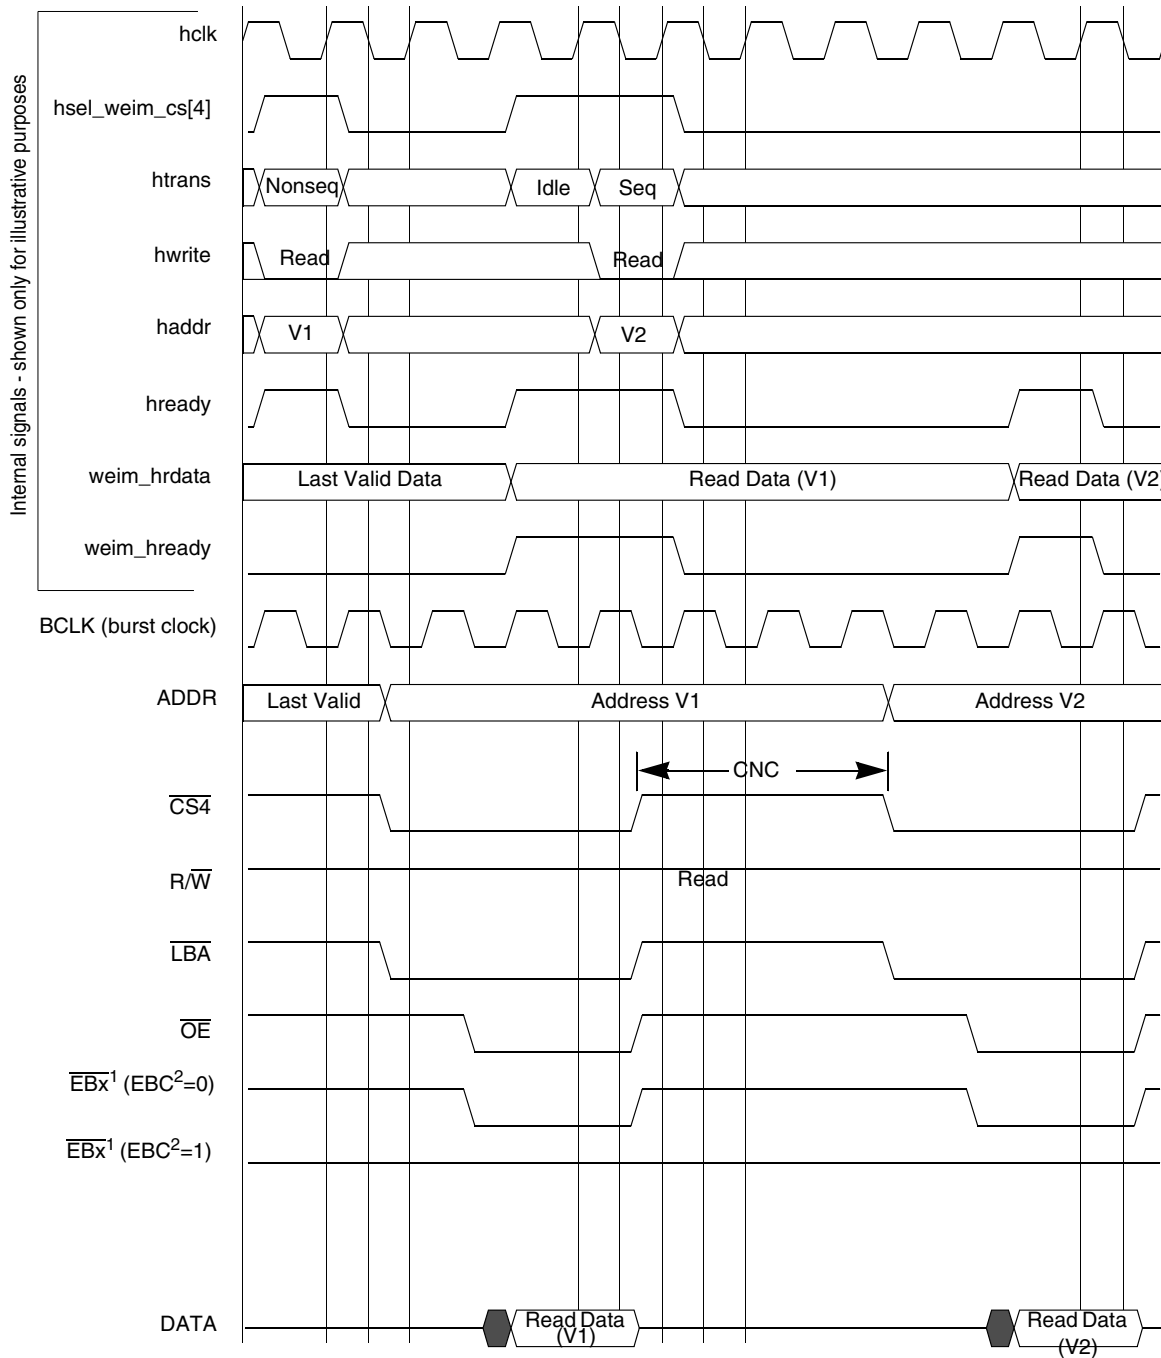 Internal signals - shown only for illustrative purposes
hclk
hsel_weim_cs[4]
htrans
Nonseq
Idle
Seq
hwrite
Read
Read
haddr
V1
V2
hready
weim_hrdata
Last Valid Data
Read Data (V1)
Read Data (V2)
weim_hready
BCLK (burst clock)
ADDR
Last Valid
Address V1
Address V2
CNC
CS4
R/W
Read
LBA
OE
EBx¹ (EBC²=0)
EBx¹ (EBC²=1)
DATA
Read Data
(V1)
Read Data
(V2)